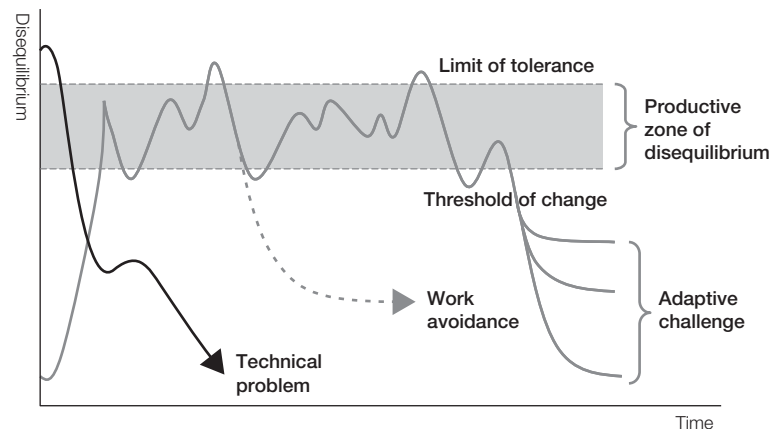 Disequilibrium
Limit of tolerance
Productive
zone of
disequilibrium
Threshold of change
Work
avoidance
Adaptive
challenge
Technical
problem
Time